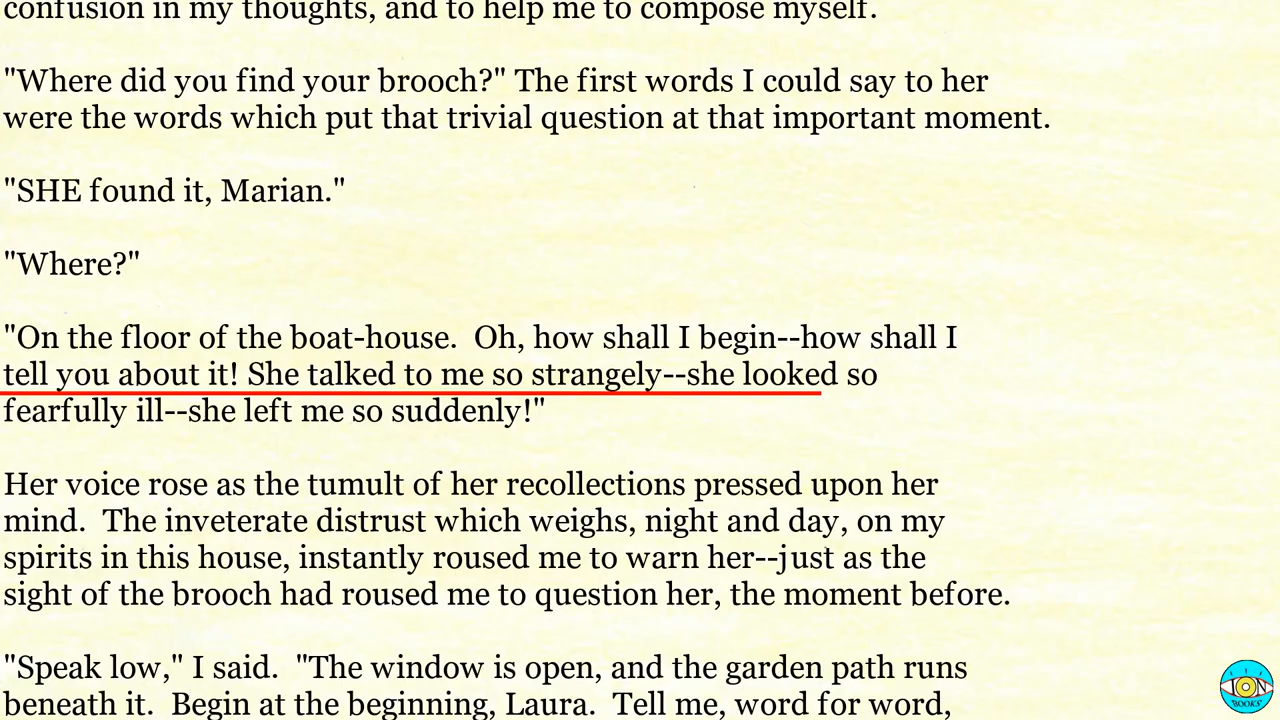 confusion in my thoughts, and to help me to compose myself.
"Where did you find your brooch?" The first words I could say to her
were the words which put that trivial question at that important moment.
"SHE found it, Marian."
"Where?"
"On the floor of the boat-house.  Oh, how shall I begin--how shall I
tell you about it! She talked to me so strangely--she looked so
fearfully ill--she left me so suddenly!"
Her voice rose as the tumult of her recollections pressed upon her
mind.  The inveterate distrust which weighs, night and day, on my
spirits in this house, instantly roused me to warn her--just as the
sight of the brooch had roused me to question her, the moment before.
"Speak low," I said.  "The window is open, and the garden path runs
beneath it.  Begin at the beginning, Laura.  Tell me, word for word,
ION
BOOKS